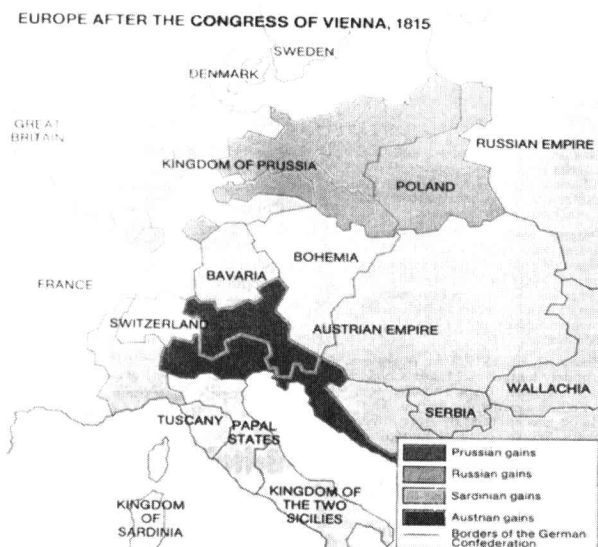 EUROPE AFTER THE CONGRESS OF VIENNA, 1815
SWEDEN
DENMARK
GREAT
BRITAIN
RUSSIAN EMPIRE
KINGDOM OF PRUSSIA
POLAND
BOHEMIA
BAVARIA
FRANCE
SWITZERLAND
AUSTRIAN EMPIRE
WALLACHIA
SERBIA
TUSCANY
PAPAL
STATES
KINGDOM OF
THE TWO
SICILIES
KINGDOM
OF
SARDINIA
Prussian gains
Russian gains
Sardinian gains
Austrian gains
Borders of the German
Confederation